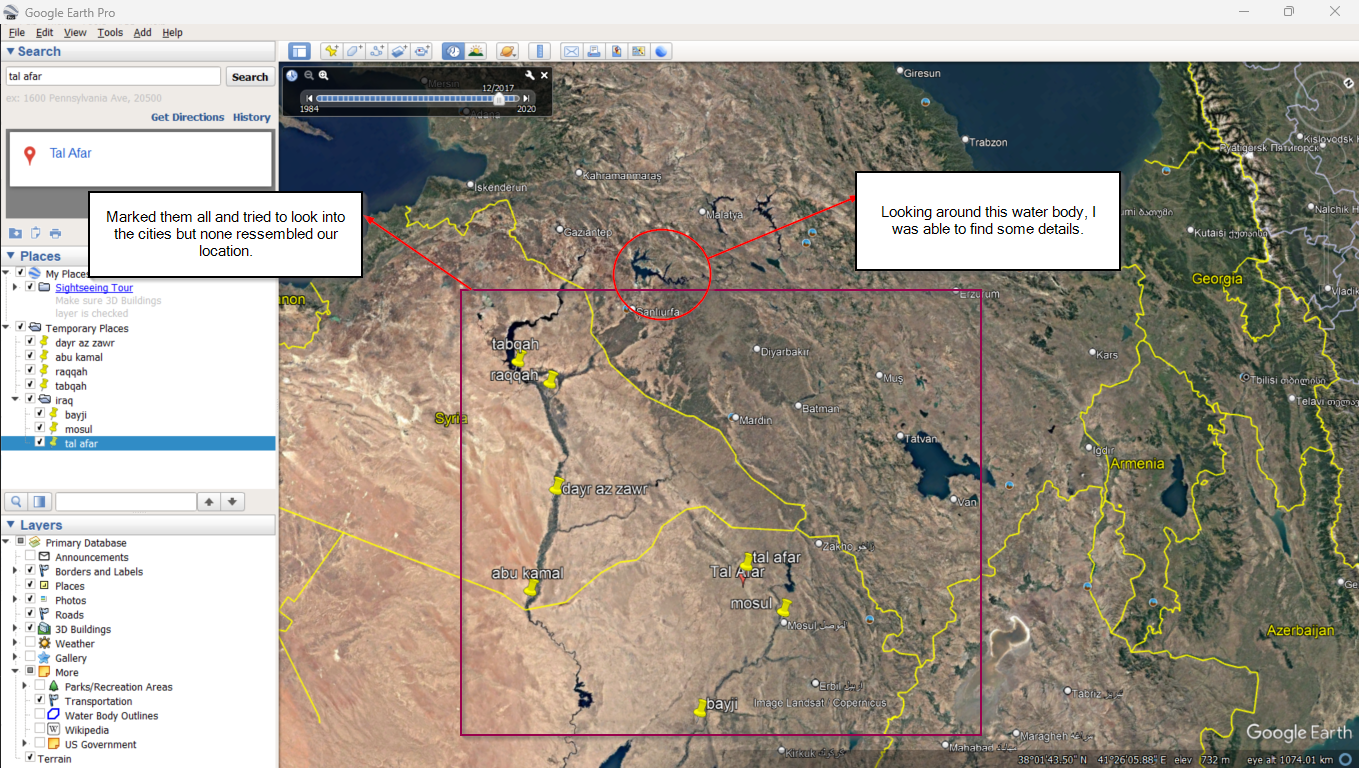 Google Earth Pro
File Edit View Tools Add Help
Search
tal afar
Search
ex: 1600 Pennsylvania Ave, 20500
Get Directions History
Tal Afar
Marked them all and tried to look into
the cities but none ressembled our
location.
Places
My Places
Sightseeing Tour
Make sure 3D Buildings
layer is checked
Temporary Places
dayr az zawr
abu kamal
raqqah
tabqah
iraq
bayji
mosul
tal afar
Layers
Primary Database
Announcements
Borders and Labels
Places
Photos
Roads
3D Buildings
Weather
Gallery
More
Parks/Recreation Areas
Transportation
Water Body Outlines
Wikipedia
US Government
Terrain
12/2017
1984
2020
Looking around this water body, I
was able to find some details.
Giresun
Trabzon
Kislovodsk
Pyatigorsk Пятигорск
Nalchik
Kutaisi ქუთაისი
Georgia
Vladik
Iskenderun
Kahramanmaraş
Malatya
Gaziantep
Şanlıurfa
Erzurum
Kars
Tbilisi თბილისი
Telavi
Diyarbakır
Muş
Batman
Mardin
Tatvan
Van
Igdir
Armenia
Azerbaijan
Syria
tabqah
raqqah
dayr az zawr
abu kamal
Zakho زاخو
tal afar
Tal Afar
mosul
Mosul الموصل
Erbil اربيل
bayji
Image Landsat / Copernicus
Kirkuk كركوك
Tabriz تبریز
Maragheh مراغه
Mahabad مهاباد
Google Earth
38°01'43.50" N 41°26'05.88" E elev 732 m eye alt 1074.01 km